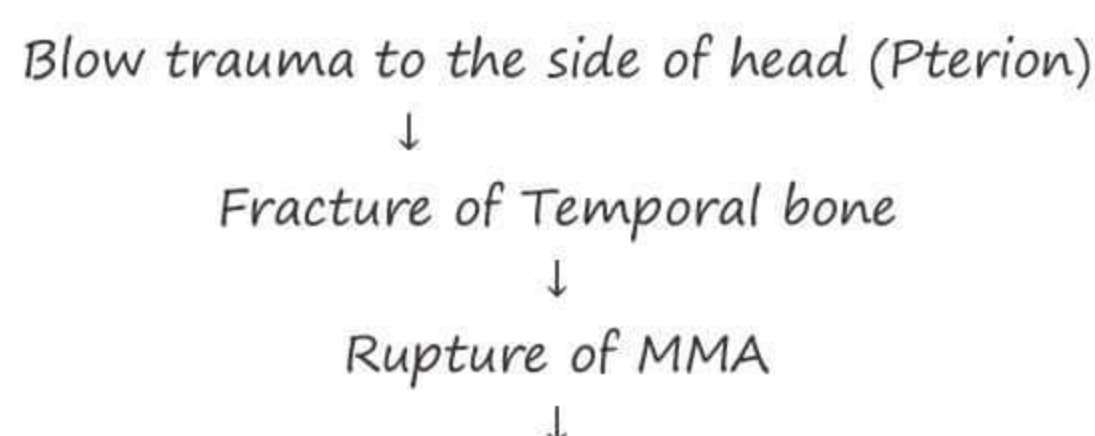 Blow trauma to the side of head (Pterion)
↓
Fracture of Temporal bone
↓
Rupture of MMA
↓